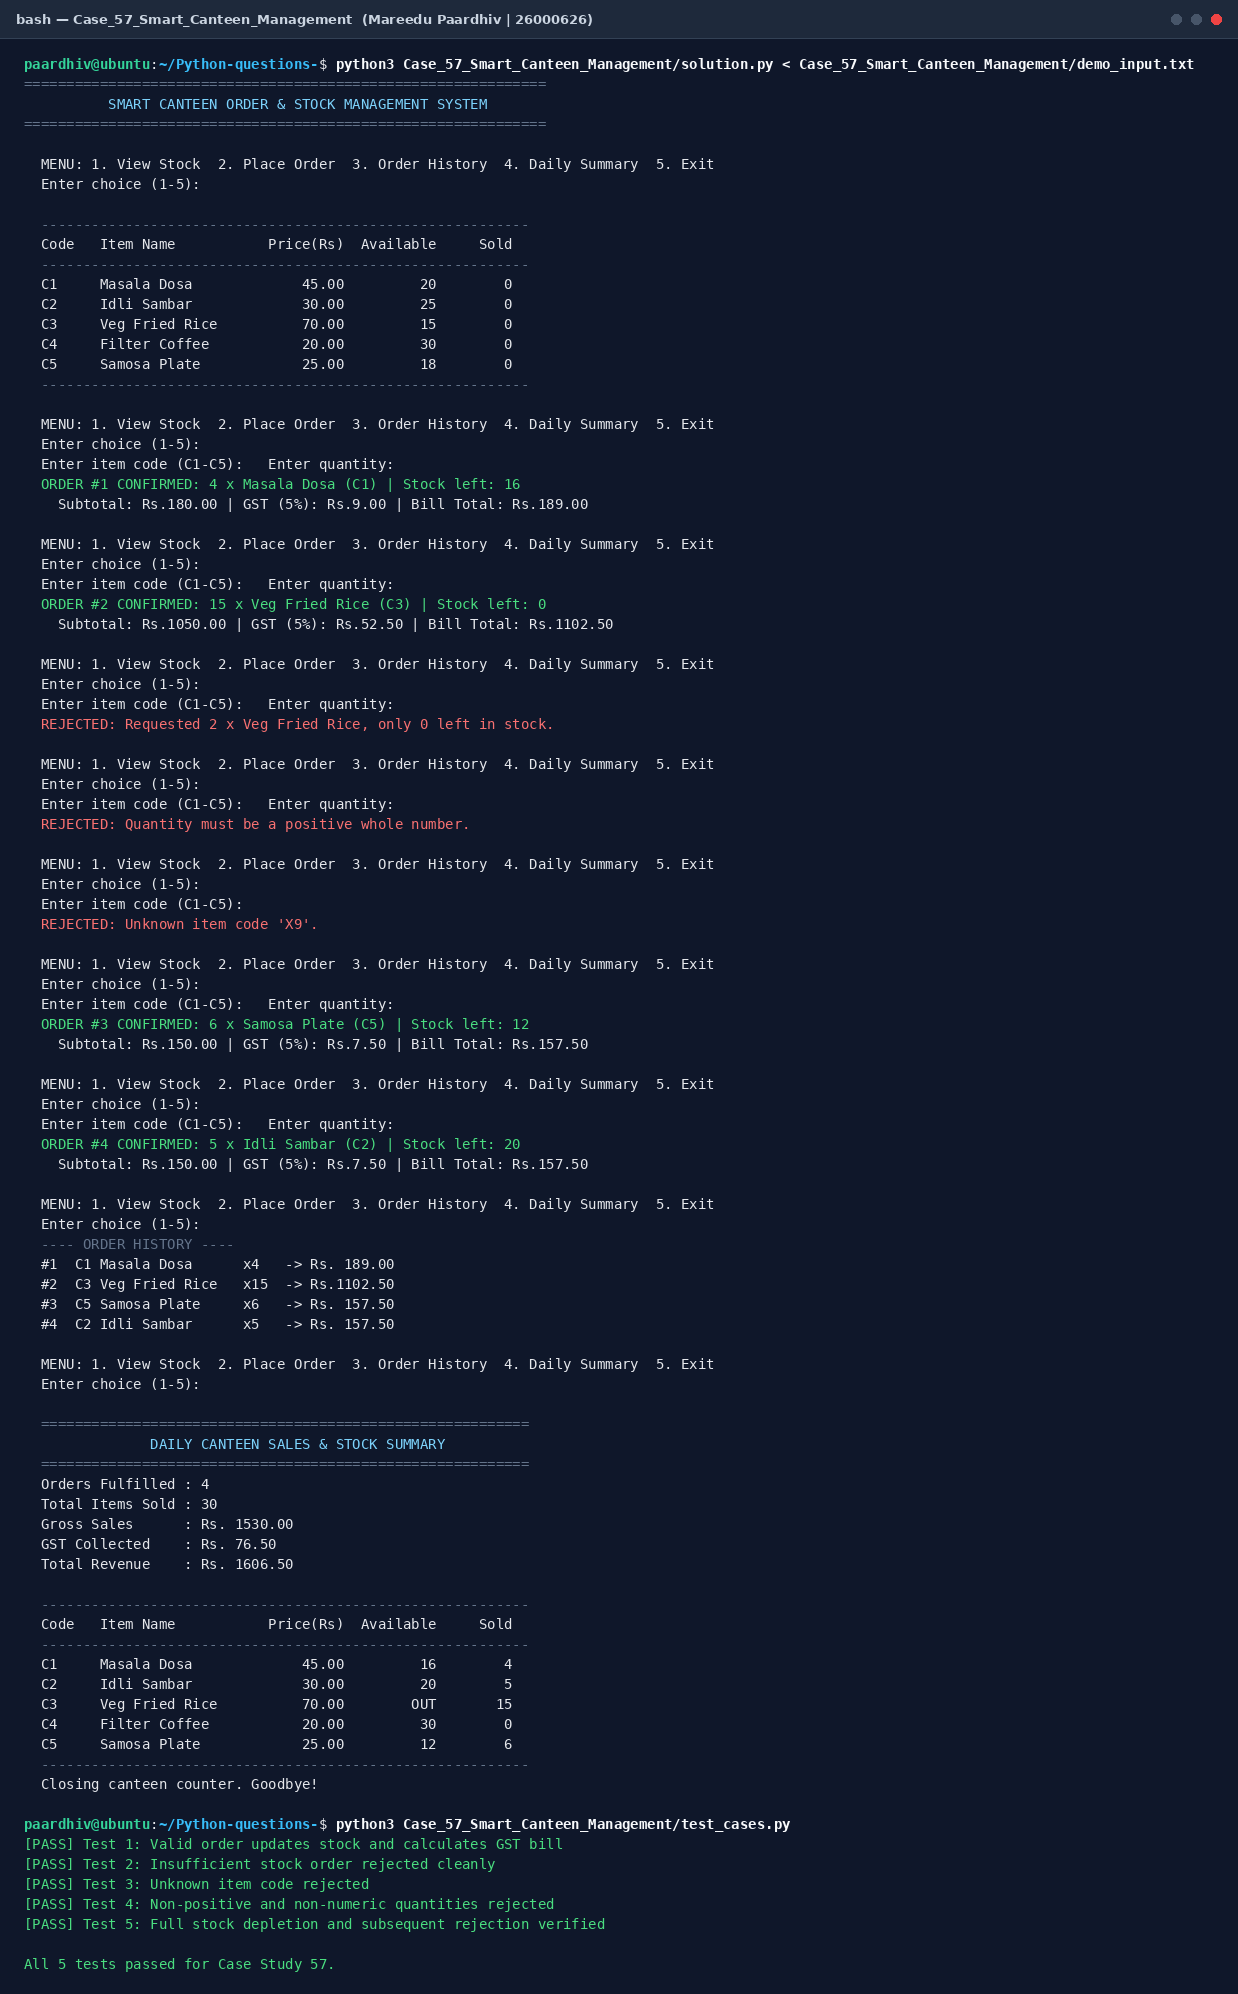 bash — Case_57_Smart_Canteen_Management  (Mareedu Paardhiv | 26000626)
paardhiv@ubuntu:~/Python-questions-$ python3 Case_57_Smart_Canteen_Management/solution.py < Case_57_Smart_Canteen_Management/demo_input.txt
==============================================================
          SMART CANTEEN ORDER & STOCK MANAGEMENT SYSTEM
==============================================================

  MENU: 1. View Stock  2. Place Order  3. Order History  4. Daily Summary  5. Exit
  Enter choice (1-5):

  ----------------------------------------------------------
  Code   Item Name           Price(Rs)  Available     Sold
  ----------------------------------------------------------
  C1     Masala Dosa             45.00         20        0
  C2     Idli Sambar             30.00         25        0
  C3     Veg Fried Rice          70.00         15        0
  C4     Filter Coffee           20.00         30        0
  C5     Samosa Plate            25.00         18        0
  ----------------------------------------------------------

  MENU: 1. View Stock  2. Place Order  3. Order History  4. Daily Summary  5. Exit
  Enter choice (1-5):
  Enter item code (C1-C5):   Enter quantity:
  ORDER #1 CONFIRMED: 4 x Masala Dosa (C1) | Stock left: 16
    Subtotal: Rs.180.00 | GST (5%): Rs.9.00 | Bill Total: Rs.189.00

  MENU: 1. View Stock  2. Place Order  3. Order History  4. Daily Summary  5. Exit
  Enter choice (1-5):
  Enter item code (C1-C5):   Enter quantity:
  ORDER #2 CONFIRMED: 15 x Veg Fried Rice (C3) | Stock left: 0
    Subtotal: Rs.1050.00 | GST (5%): Rs.52.50 | Bill Total: Rs.1102.50

  MENU: 1. View Stock  2. Place Order  3. Order History  4. Daily Summary  5. Exit
  Enter choice (1-5):
  Enter item code (C1-C5):   Enter quantity:
  REJECTED: Requested 2 x Veg Fried Rice, only 0 left in stock.

  MENU: 1. View Stock  2. Place Order  3. Order History  4. Daily Summary  5. Exit
  Enter choice (1-5):
  Enter item code (C1-C5):   Enter quantity:
  REJECTED: Quantity must be a positive whole number.

  MENU: 1. View Stock  2. Place Order  3. Order History  4. Daily Summary  5. Exit
  Enter choice (1-5):
  Enter item code (C1-C5):
  REJECTED: Unknown item code 'X9'.

  MENU: 1. View Stock  2. Place Order  3. Order History  4. Daily Summary  5. Exit
  Enter choice (1-5):
  Enter item code (C1-C5):   Enter quantity:
  ORDER #3 CONFIRMED: 6 x Samosa Plate (C5) | Stock left: 12
    Subtotal: Rs.150.00 | GST (5%): Rs.7.50 | Bill Total: Rs.157.50

  MENU: 1. View Stock  2. Place Order  3. Order History  4. Daily Summary  5. Exit
  Enter choice (1-5):
  Enter item code (C1-C5):   Enter quantity:
  ORDER #4 CONFIRMED: 5 x Idli Sambar (C2) | Stock left: 20
    Subtotal: Rs.150.00 | GST (5%): Rs.7.50 | Bill Total: Rs.157.50

  MENU: 1. View Stock  2. Place Order  3. Order History  4. Daily Summary  5. Exit
  Enter choice (1-5):
  ---- ORDER HISTORY ----
  #1  C1 Masala Dosa      x4   -> Rs. 189.00
  #2  C3 Veg Fried Rice   x15  -> Rs.1102.50
  #3  C5 Samosa Plate     x6   -> Rs. 157.50
  #4  C2 Idli Sambar      x5   -> Rs. 157.50

  MENU: 1. View Stock  2. Place Order  3. Order History  4. Daily Summary  5. Exit
  Enter choice (1-5):

  ==========================================================
               DAILY CANTEEN SALES & STOCK SUMMARY
  ==========================================================
  Orders Fulfilled : 4
  Total Items Sold : 30
  Gross Sales      : Rs. 1530.00
  GST Collected    : Rs. 76.50
  Total Revenue    : Rs. 1606.50

  ----------------------------------------------------------
  Code   Item Name           Price(Rs)  Available     Sold
  ----------------------------------------------------------
  C1     Masala Dosa             45.00         16        4
  C2     Idli Sambar             30.00         20        5
  C3     Veg Fried Rice          70.00        OUT       15
  C4     Filter Coffee           20.00         30        0
  C5     Samosa Plate            25.00         12        6
  ----------------------------------------------------------
  Closing canteen counter. Goodbye!

paardhiv@ubuntu:~/Python-questions-$ python3 Case_57_Smart_Canteen_Management/test_cases.py
[PASS] Test 1: Valid order updates stock and calculates GST bill
[PASS] Test 2: Insufficient stock order rejected cleanly
[PASS] Test 3: Unknown item code rejected
[PASS] Test 4: Non-positive and non-numeric quantities rejected
[PASS] Test 5: Full stock depletion and subsequent rejection verified

All 5 tests passed for Case Study 57.